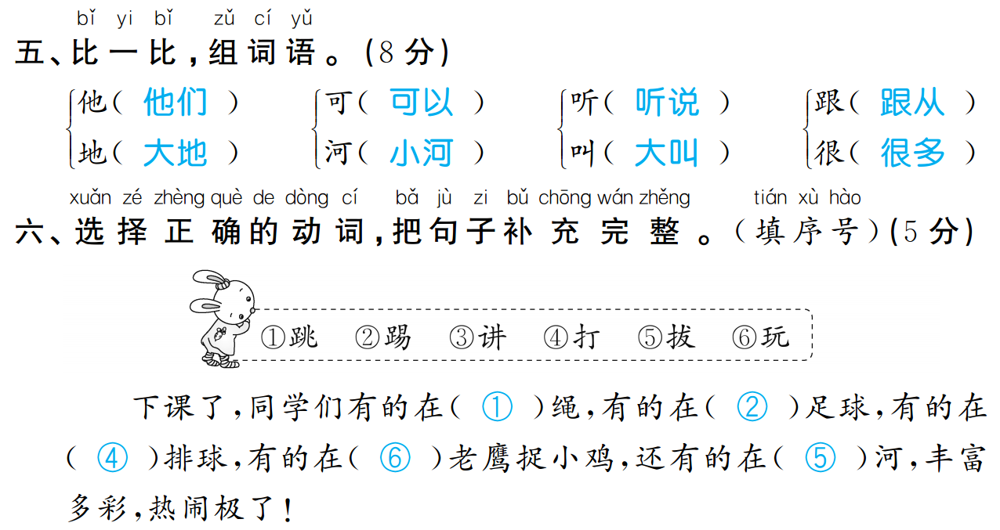 bǐ yi bǐ zǔ cí yǔ
五、比一比，组词语。(8分)
他( 他们 ) 可( 可以 ) 听( 听说 ) 跟( 跟从 )
地( 大地 ) 河( 小河 ) 叫( 大叫 ) 很( 很多 )
xuǎn zé zhèng què de dòng cí bǎ jù zi bǔ chōng wán zhěng tián xù hào
六、选择正确的动词，把句子补充完整。(填序号)(5分)
①跳 ②踢 ③讲 ④打 ⑤拔 ⑥玩
下课了，同学们有的在( ① )绳，有的在( ② )足球，有的在
( ④ )排球，有的在( ⑥ )老鹰捉小鸡，还有的在( ⑤ )河，丰富
多彩，热闹极了！